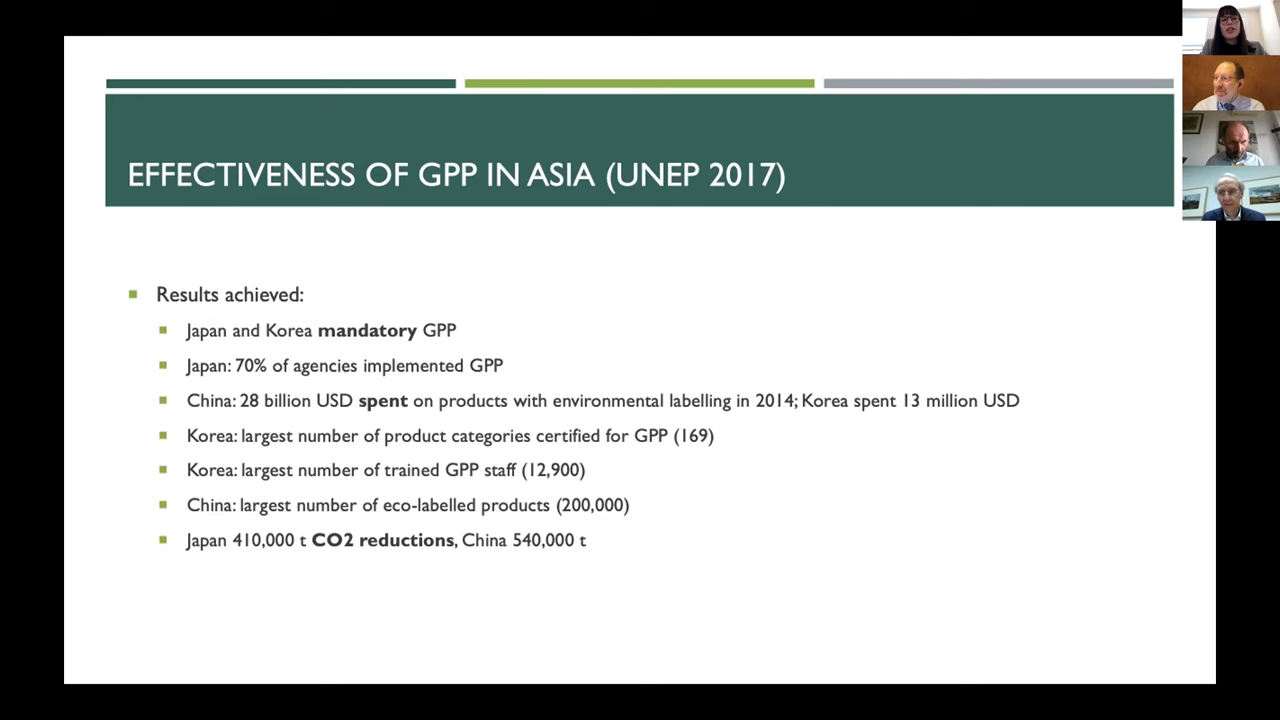 EFFECTIVENESS OF GPP IN ASIA (UNEP 2017)
Results achieved:
Japan and Korea mandatory GPP
Japan: 70% of agencies implemented GPP
China: 28 billion USD spent on products with environmental labelling in 2014; Korea spent 13 million USD
Korea: largest number of product categories certified for GPP (169)
Korea: largest number of trained GPP staff (12,900)
China: largest number of eco-labelled products (200,000)
Japan 410,000 t CO2 reductions, China 540,000 t